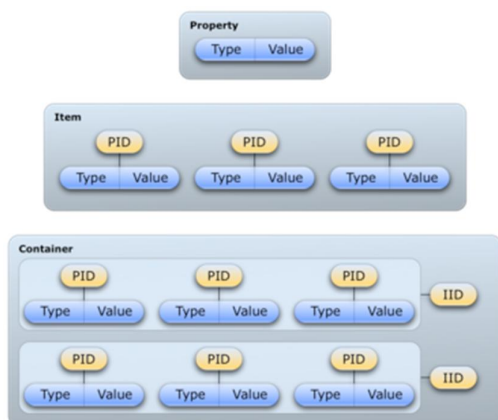 Property
Type Value
Item
PID PID PID
Type Value Type Value Type Value
Container
PID PID PID
IID
Type Value Type Value Type Value
PID PID PID
IID
Type Value Type Value Type Value